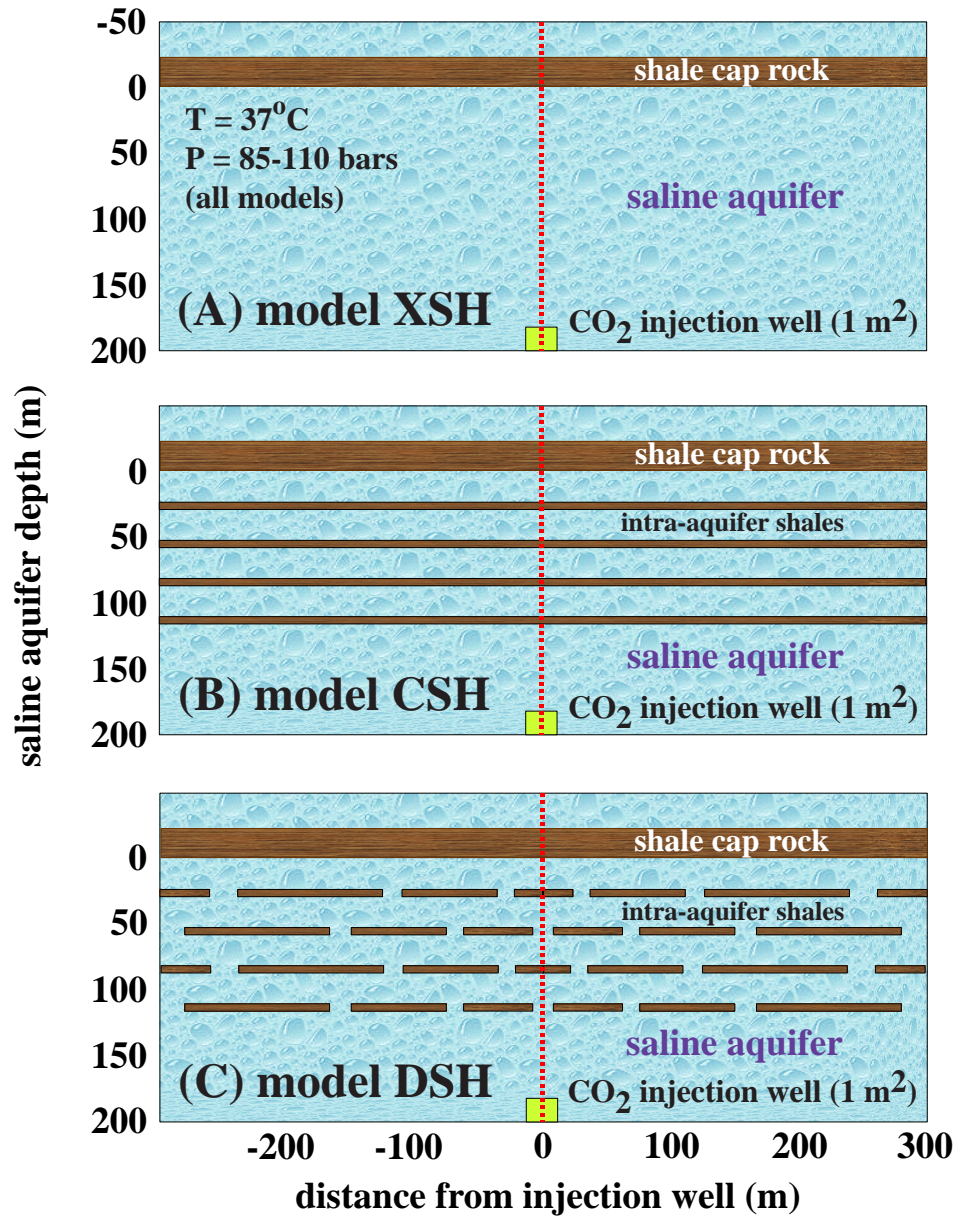 -50
0
50
100
150
200
shale cap rock
T = 37°C
P = 85-110 bars
(all models)
saline aquifer
(A) model XSH
CO2 injection well (1 m2)
saline aquifer depth (m)
0
50
100
150
200
shale cap rock
intra-aquifer shales
saline aquifer
(B) model CSH
CO2 injection well (1 m2)
0
50
100
150
200
shale cap rock
intra-aquifer shales
saline aquifer
(C) model DSH
CO2 injection well (1 m2)
-200 -100 0 100 200 300
distance from injection well (m)